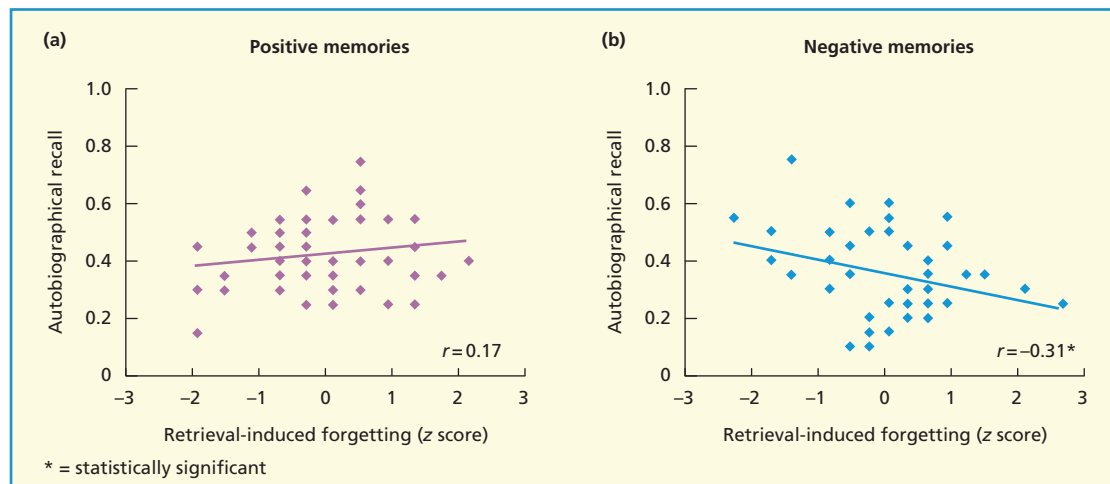 (a)
Positive memories
1.0
0.8
0.6
0.4
0.2
0
Autobiographical recall
r = 0.17
–3 –2 –1 0 1 2 3
Retrieval-induced forgetting (z score)
(b)
Negative memories
1.0
0.8
0.6
0.4
0.2
0
Autobiographical recall
r = –0.31*
–3 –2 –1 0 1 2 3
Retrieval-induced forgetting (z score)
* = statistically significant